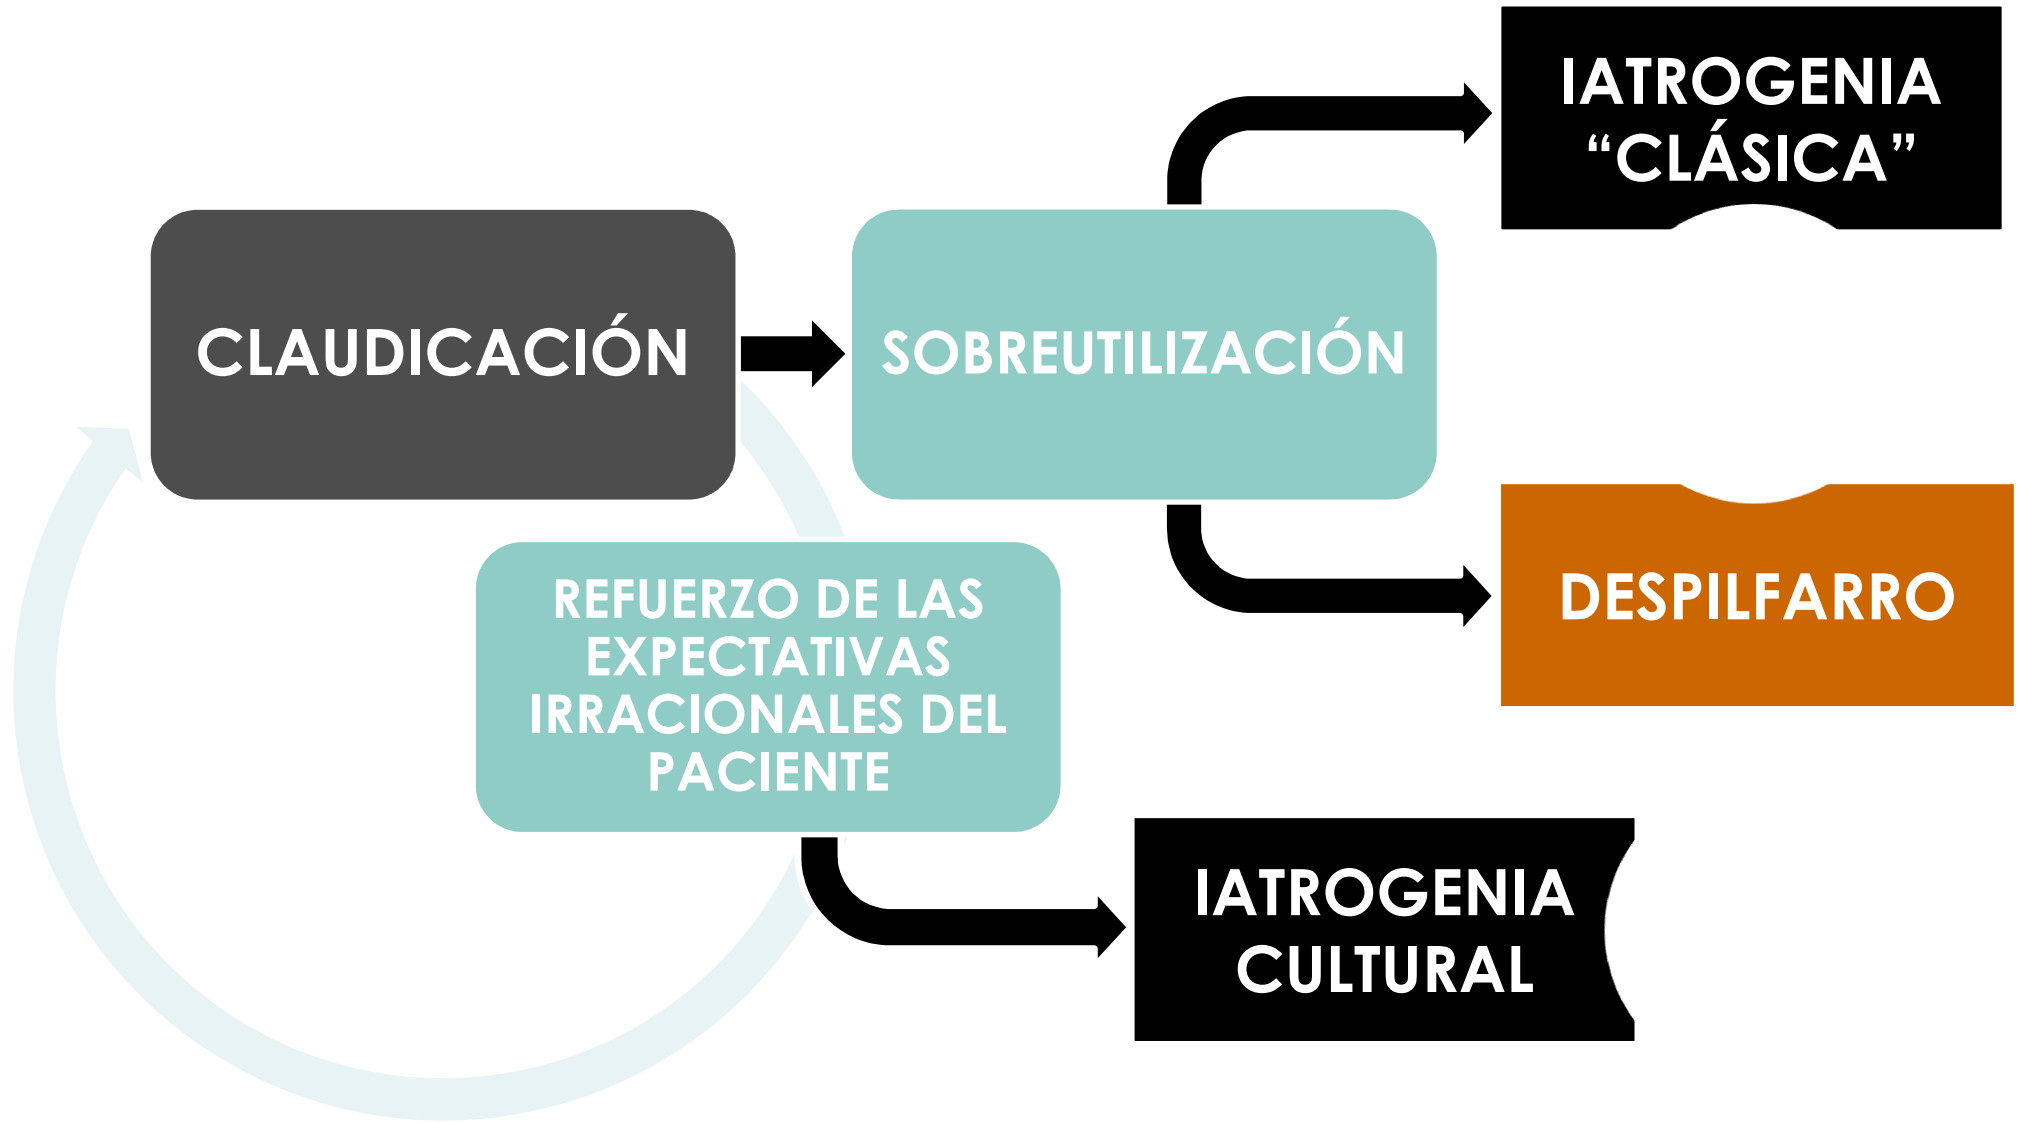 IATROGENIA
“CLÁSICA”
CLAUDICACIÓN
SOBREUTILIZACIÓN
DESPILFARRO
REFUERZO DE LAS
EXPECTATIVAS
IRRACIONALES DEL
PACIENTE
IATROGENIA
CULTURAL